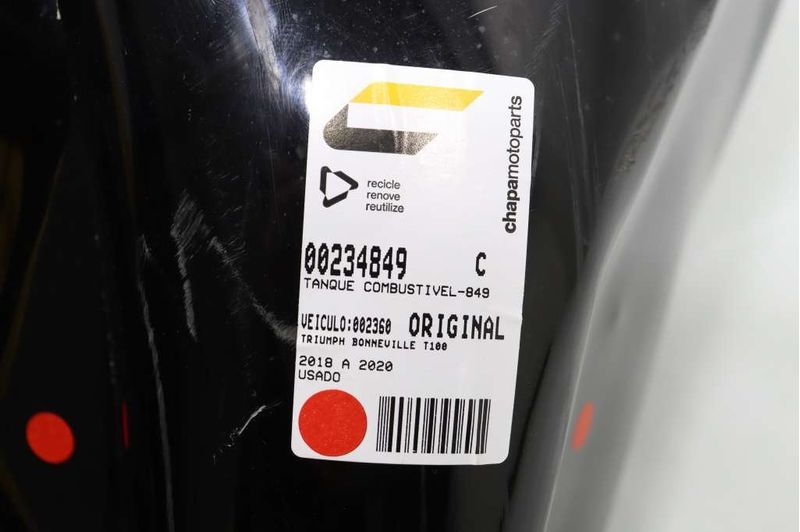 chapamotoparts
recicle
renove
reutilize
00234849 C
TANQUE COMBUSTIVEL-849
VEICULO:002360 ORIGINAL
TRIUMPH BONNEVILLE T100
2018 A 2020
USADO